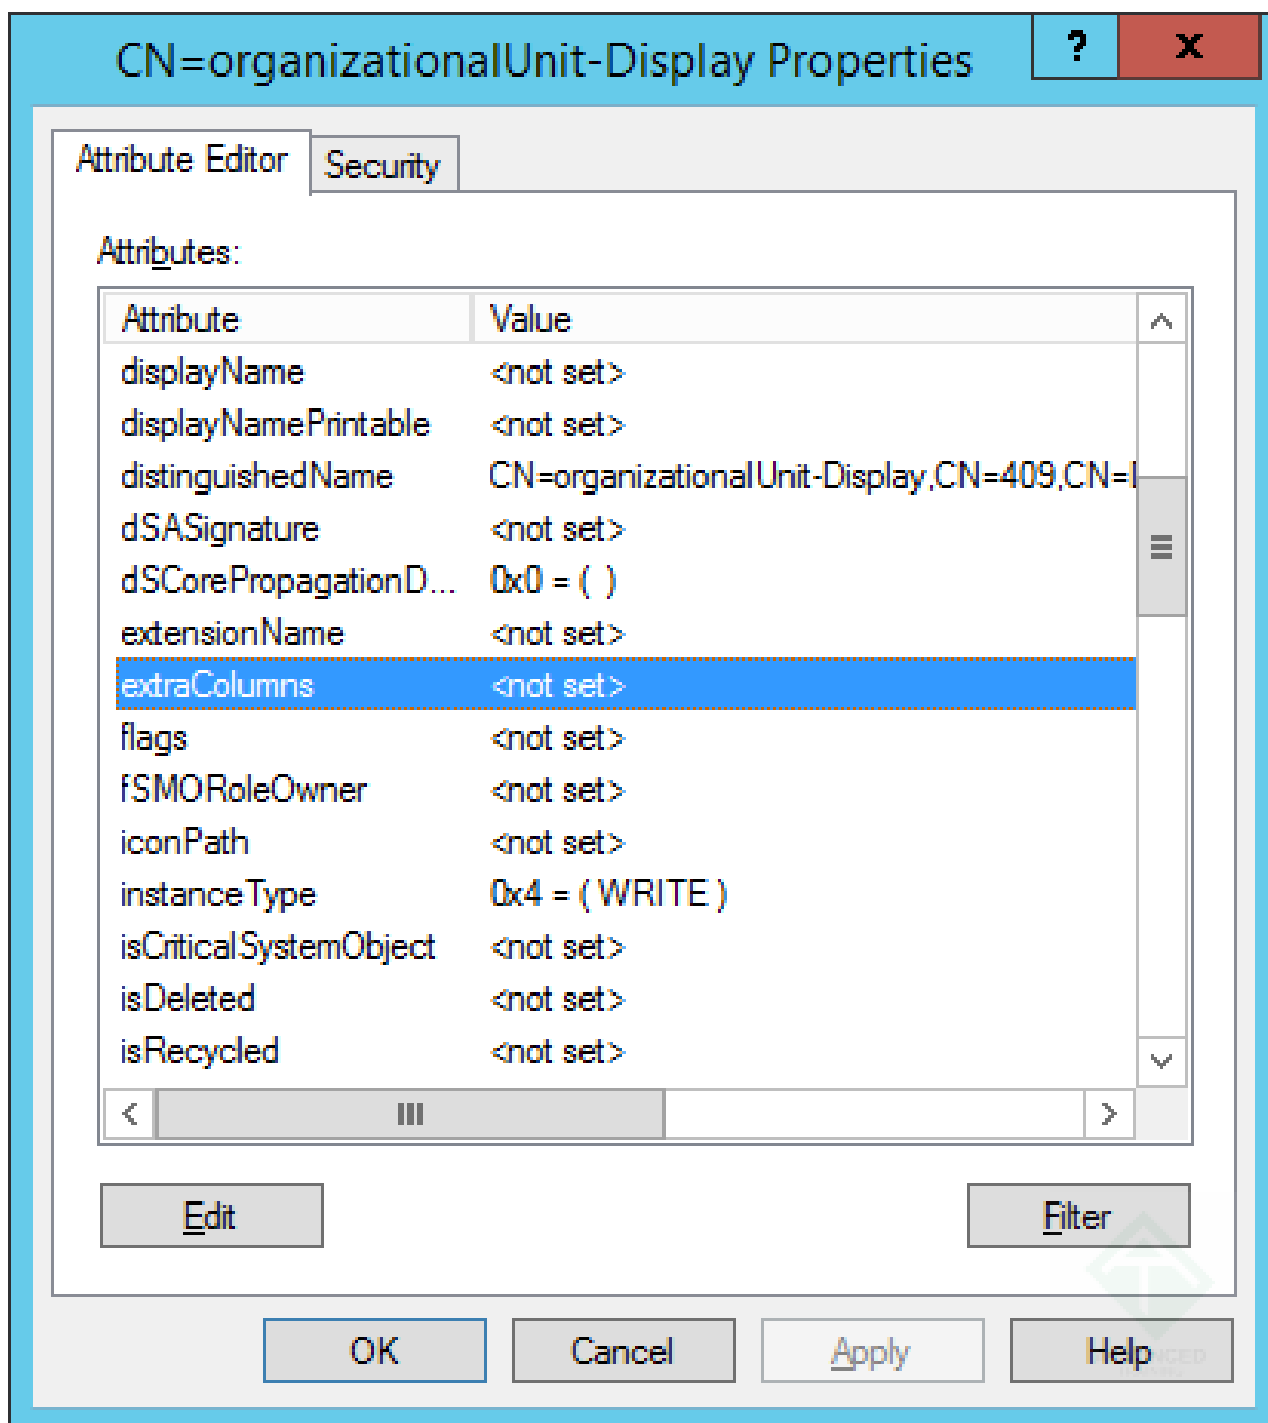 CN=organizationalUnit-Display Properties ? x
Attribute Editor Security
Attributes:
Attribute Value
displayName <not set>
displayNamePrintable <not set>
distinguishedName CN=organizationalUnit-Display,CN=409,CN=
dSASignature <not set>
dSCorePropagationD... 0x0 = ( )
extensionName <not set>
extraColumns <not set>
flags <not set>
fSMORoleOwner <not set>
iconPath <not set>
instanceType 0x4 = ( WRITE )
isCriticalSystemObject <not set>
isDeleted <not set>
isRecycled <not set>
Edit Filter
OK Cancel Apply Help